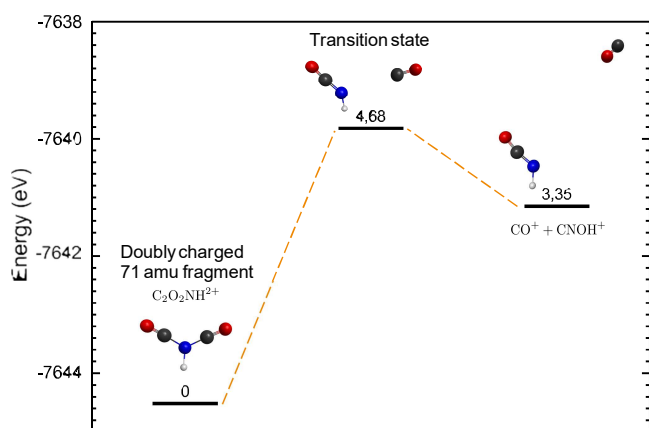 -7638
-7640
-7642
-7644
Energy (eV)
Transition state
4,68
3,35
CO⁺ + CNOH⁺
Doubly charged
71 amu fragment
C₂O₂NH²⁺
0